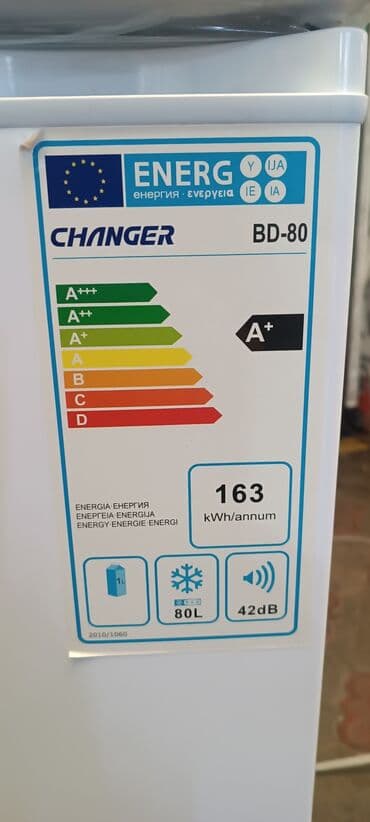 ENERG Y IJA
енергия · ενεργεια IE IA
CHANGER BD-80
A+++
A++
A+ A+
A
B
C
D
163
kWh/annum
ENERGIA·ЕНЕРГИЯ
ΕΝΕΡΓΕΙΑ·ENERGIJA
ENERGY·ENERGIE·ENERGI
1L
80L
42dB
2010/1060